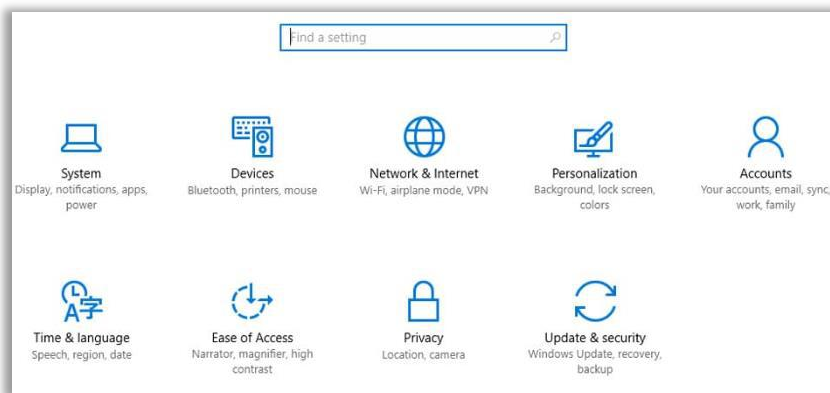 Find a setting
System
Display, notifications, apps,
power
Devices
Bluetooth, printers, mouse
Network & Internet
Wi-Fi, airplane mode, VPN
Personalization
Background, lock screen,
colors
Accounts
Your accounts, email, sync,
work, family
A字
Time & language
Speech, region, date
Ease of Access
Narrator, magnifier, high
contrast
Privacy
Location, camera
Update & security
Windows Update, recovery,
backup